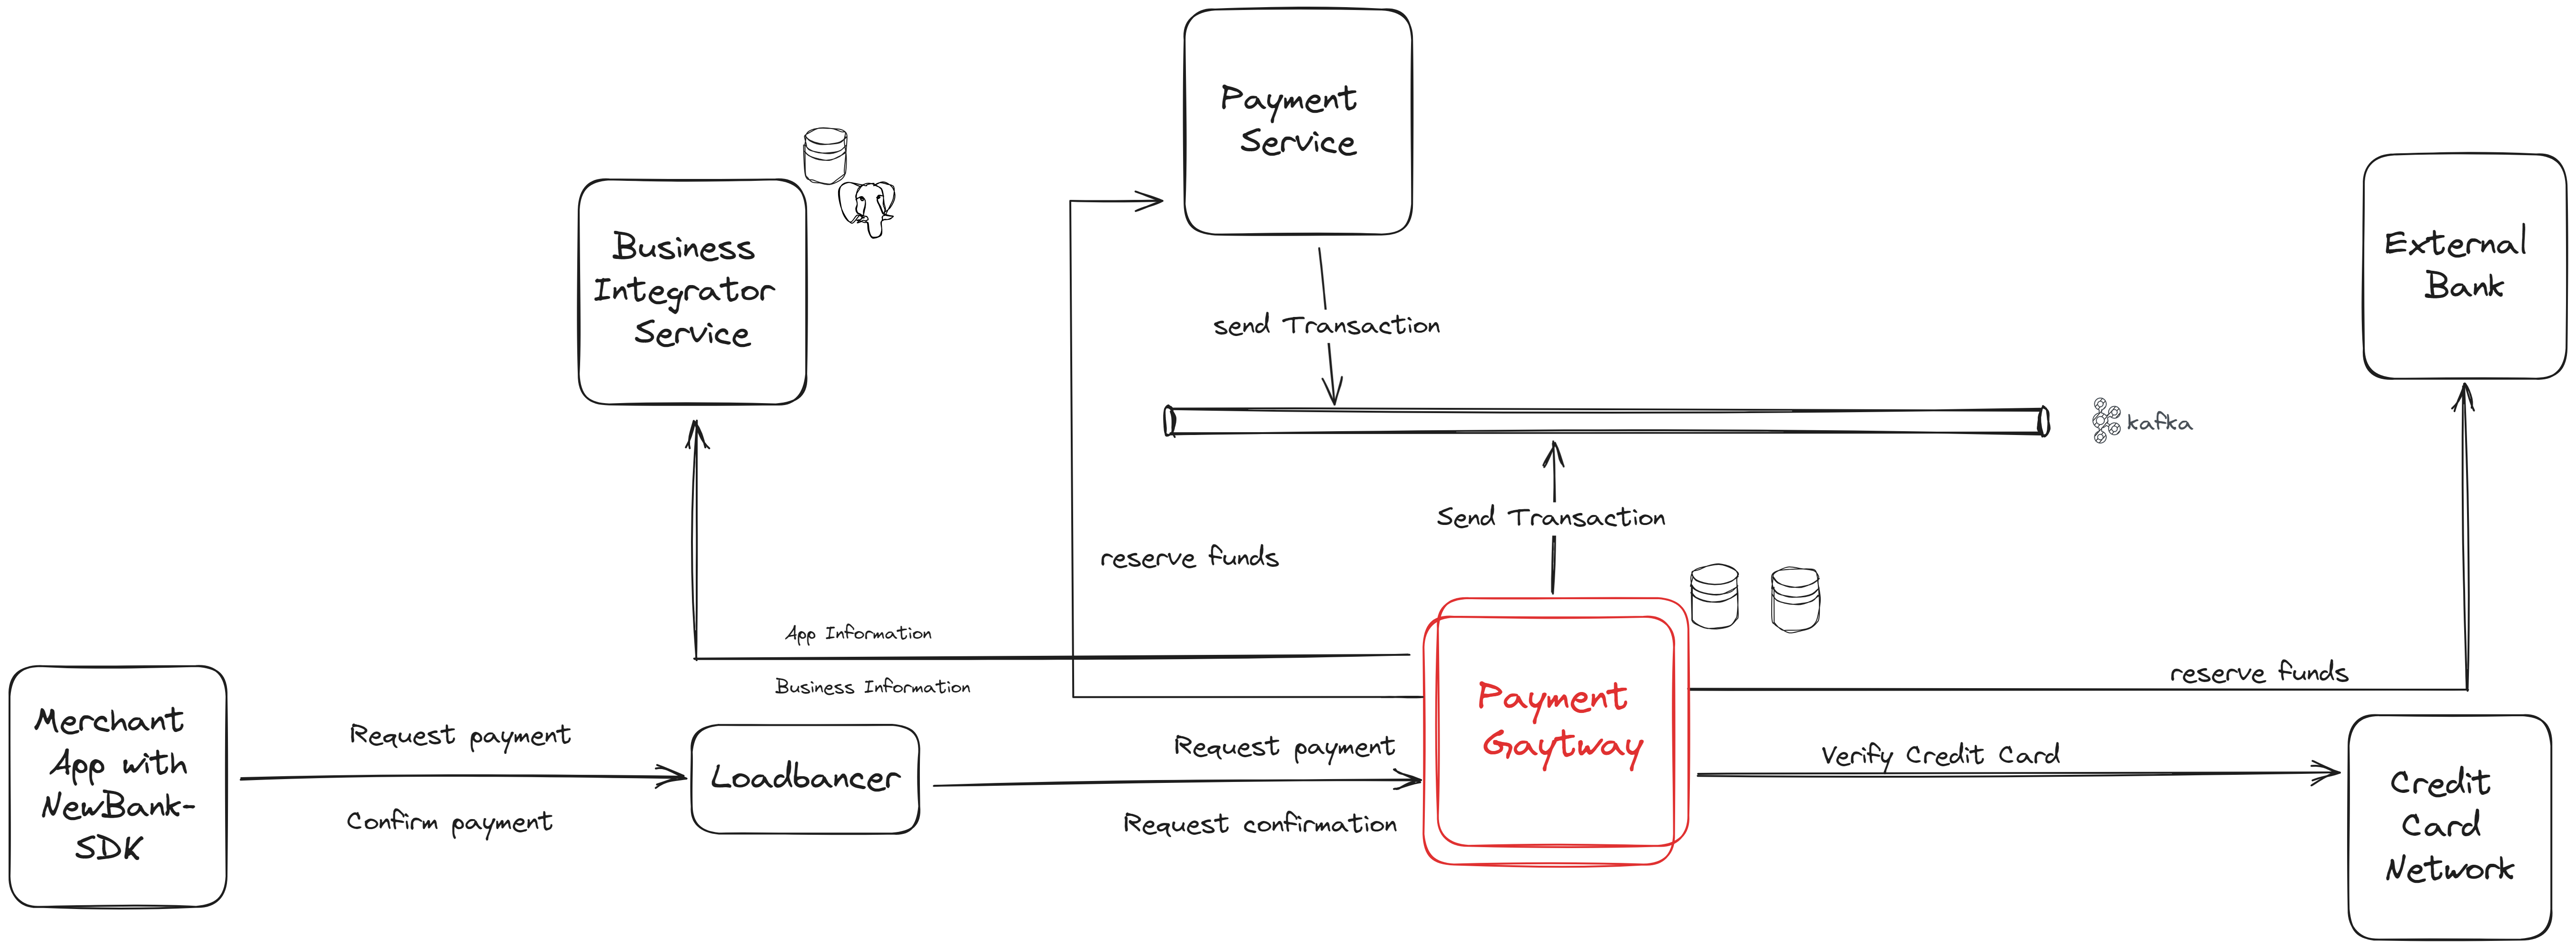 Payment
Service
Business
Integrator
Service
External
Bank
send Transaction
kafka
Send Transaction
reserve funds
App Information
Business Information
reserve funds
Merchant
App with
NewBank-
SDK
Request payment
Confirm payment
Loadbancer
Request payment
Request confirmation
Payment
Gaytway
Verify Credit Card
Credit
Card
Network